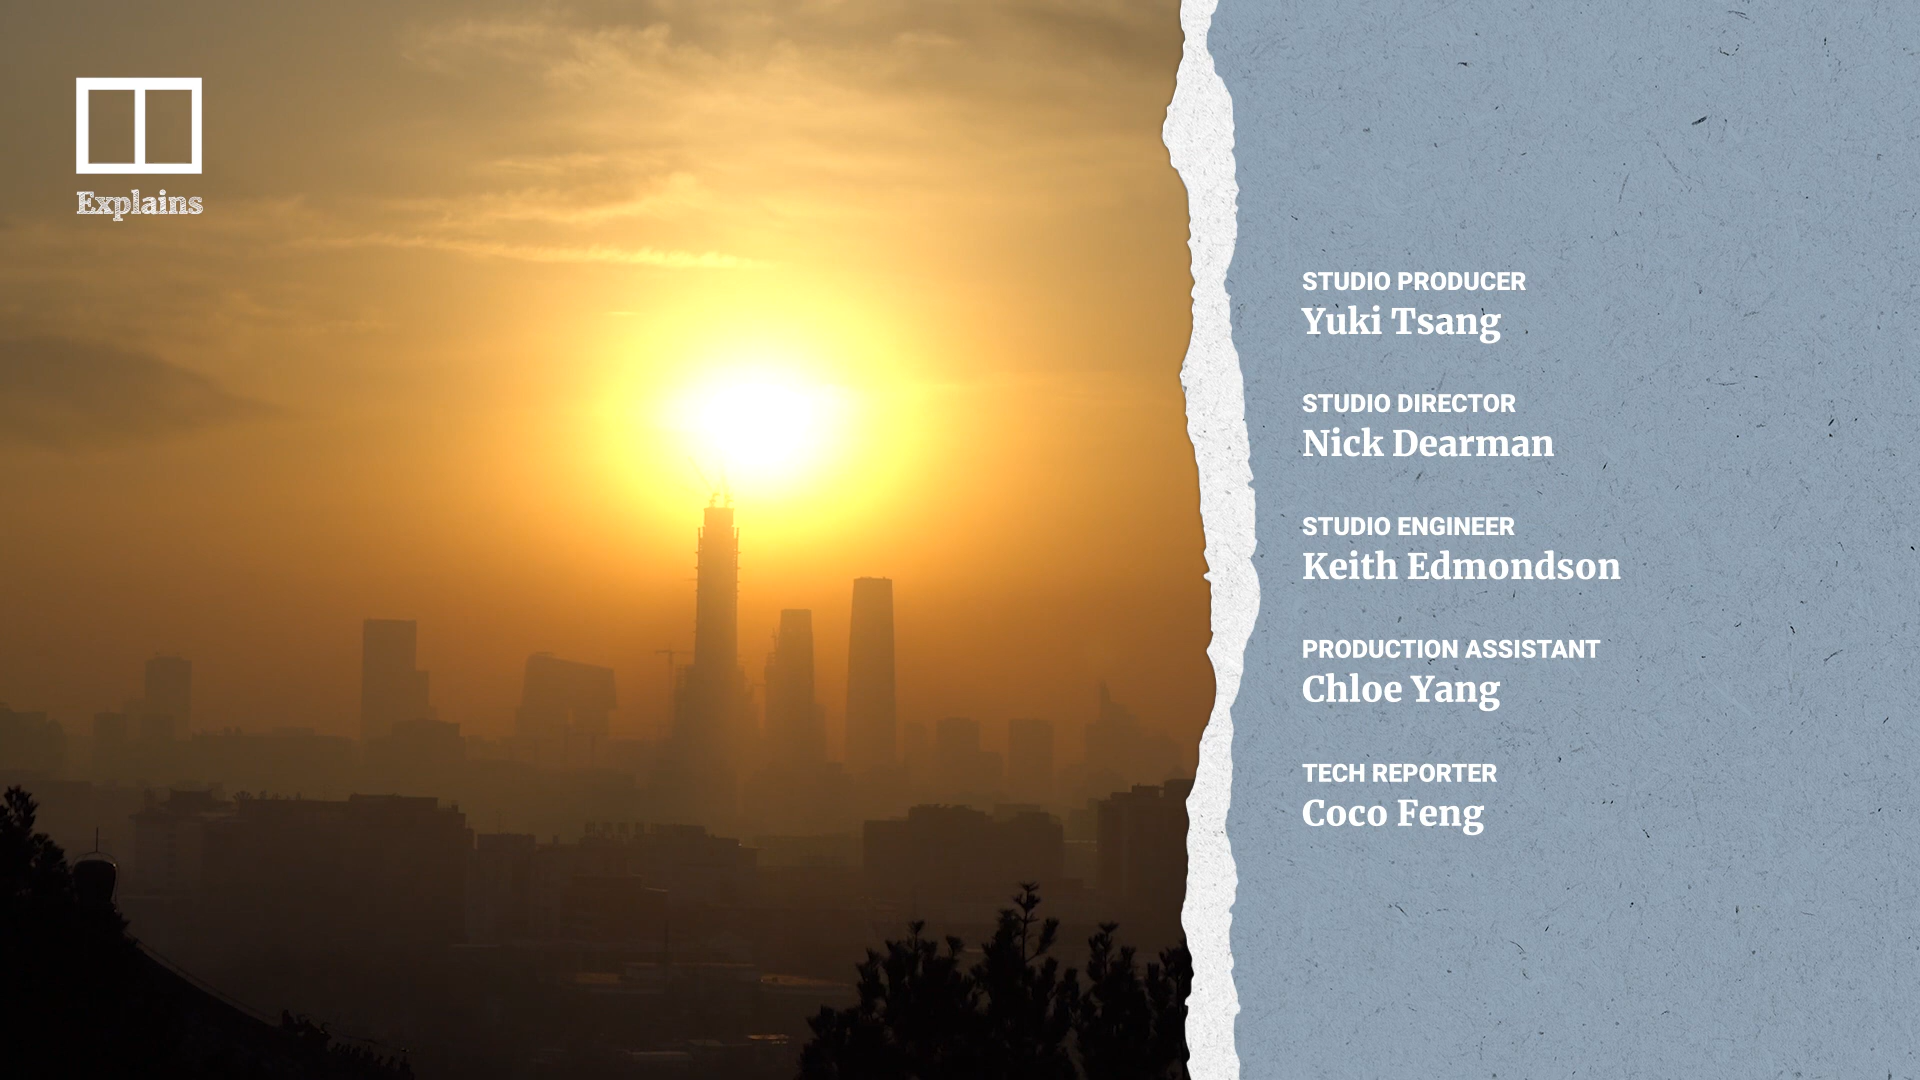 Explains
STUDIO PRODUCER
Yuki Tsang
STUDIO DIRECTOR
Nick Dearman
STUDIO ENGINEER
Keith Edmondson
PRODUCTION ASSISTANT
Chloe Yang
TECH REPORTER
Coco Feng